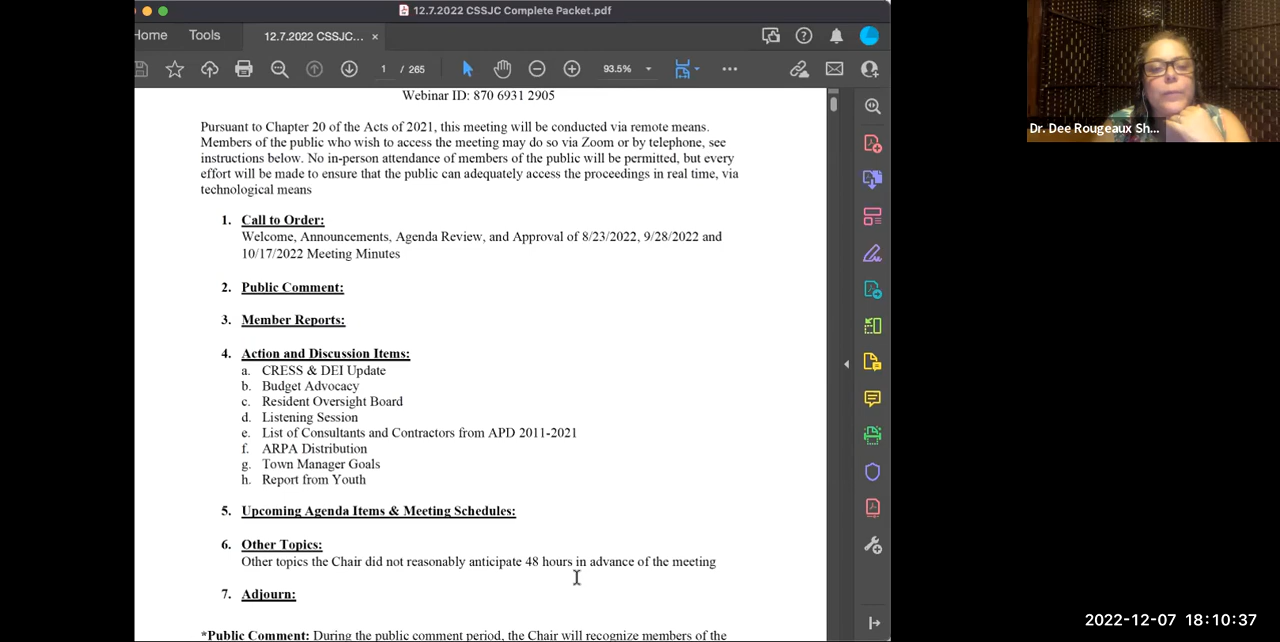 12.7.2022 CSSJC Complete Packet.pdf
Home Tools 12.7.2022 CSSJC... ×
1 / 265 93.5%
Webinar ID: 870 6931 2905
Pursuant to Chapter 20 of the Acts of 2021, this meeting will be conducted via remote means.
Members of the public who wish to access the meeting may do so via Zoom or by telephone, see
instructions below. No in-person attendance of members of the public will be permitted, but every
effort will be made to ensure that the public can adequately access the proceedings in real time, via
technological means
1. Call to Order:
Welcome, Announcements, Agenda Review, and Approval of 8/23/2022, 9/28/2022 and
10/17/2022 Meeting Minutes
2. Public Comment:
3. Member Reports:
4. Action and Discussion Items:
a. CRESS & DEI Update
b. Budget Advocacy
c. Resident Oversight Board
d. Listening Session
e. List of Consultants and Contractors from APD 2011-2021
f. ARPA Distribution
g. Town Manager Goals
h. Report from Youth
5. Upcoming Agenda Items & Meeting Schedules:
6. Other Topics:
Other topics the Chair did not reasonably anticipate 48 hours in advance of the meeting
7. Adjourn:
*Public Comment: During the public comment period, the Chair will recognize members of the
Dr. Dee Rougeaux Sh...
2022-12-07 18:10:37